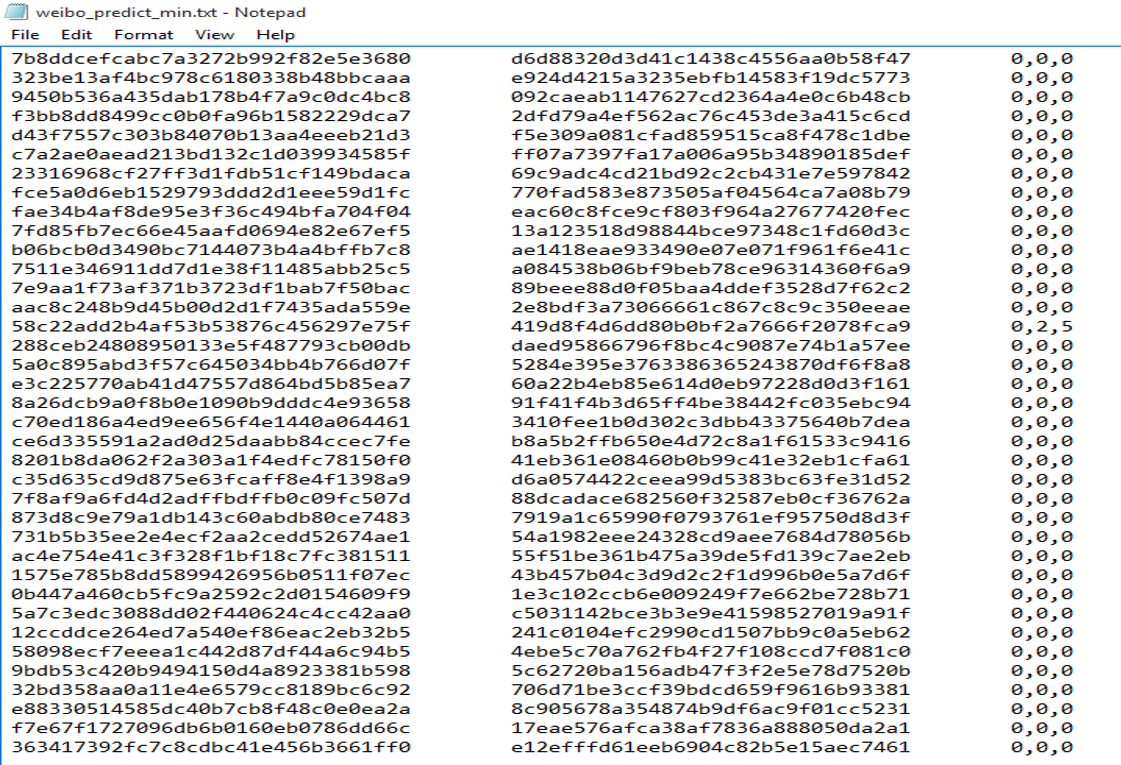 weibo_predict_min.txt - Notepad
File Edit Format View Help
7b8ddcefcabc7a3272b992f82e5e3680 d6d88320d3d41c1438c4556aa0b58f47 0,0,0
323be13af4bc978c6180338b48bbcaaa e924d4215a3235ebfb14583f19dc5773 0,0,0
9450b536a435dab178b4f7a9c0dc4bc8 092caeab1147627cd2364a4e0c6b48cb 0,0,0
f3bb8dd8499cc0b0fa96b1582229dca7 2dfd79a4ef562ac76c453de3a415c6cd 0,0,0
d43f7557c303b84070b13aa4eeeb21d3 f5e309a081cfad859515ca8f478c1dbe 0,0,0
c7a2ae0aead213bd132c1d039934585f ff07a7397fa17a006a95b34890185def 0,0,0
23316968cf27ff3d1fdb51cf149bdaca 69c9adc4cd21bd92c2cb431e7e597842 0,0,0
fce5a0d6eb1529793ddd2d1eee59d1fc 770fad583e873505af04564ca7a08b79 0,0,0
fae34b4af8de95e3f36c494bfa704f04 eac60c8fce9cf803f964a27677420fec 0,0,0
7fd85fb7ec66e45aafd0694e82e67ef5 13a123518d98844bce97348c1fd60d3c 0,0,0
b06bcb0d3490bc7144073b4a4bffb7c8 ae1418eae933490e07e071f961f6e41c 0,0,0
7511e346911dd7d1e38f11485abb25c5 a084538b06bf9beb78ce96314360f6a9 0,0,0
7e9aa1f73af371b3723df1bab7f50bac 89beee88d0f05baa4ddef3528d7f62c2 0,0,0
aac8c248b9d45b00d2d1f7435ada559e 2e8bdf3a73066661c867c8c9c350eeae 0,0,0
58c22add2b4af53b53876c456297e75f 419d8f4d6dd80b0bf2a7666f2078fca9 0,2,5
288ceb24808950133e5f487793cb00db daed95866796f8bc4c9087e74b1a57ee 0,0,0
5a0c895abd3f57c645034bb4b766d07f 5284e395e3763386365243870df6f8a8 0,0,0
e3c225770ab41d47557d864bd5b85ea7 60a22b4eb85e614d0eb97228d0d3f161 0,0,0
8a26dcb9a0f8b0e1090b9dddc4e93658 91f41f4b3d65ff4be38442fc035ebc94 0,0,0
c70ed186a4ed9ee656f4e1440a064461 3410fee1b0d302c3dbb43375640b7dea 0,0,0
ce6d335591a2ad0d25daabb84ccec7fe b8a5b2ffb650e4d72c8a1f61533c9416 0,0,0
8201b8da062f2a303a1f4edfc78150f0 41eb361e08460b0b99c41e32eb1cfa61 0,0,0
c35d635cd9d875e63fcaff8e4f1398a9 d6a0574422ceea99d5383bc63fe31d52 0,0,0
7f8af9a6fd4d2adffbdffb0c09fc507d 88dcadace682560f32587eb0cf36762a 0,0,0
873d8c9e79a1db143c60abdb80ce7483 7919a1c65990f0793761ef95750d8d3f 0,0,0
731b5b35ee2e4ecf2aa2cedd52674ae1 54a1982eee24328cd9aee7684d78056b 0,0,0
ac4e754e41c3f328f1bf18c7fc381511 55f51be361b475a39de5fd139c7ae2eb 0,0,0
1575e785b8dd5899426956b0511f07ec 43b457b04c3d9d2c2f1d996b0e5a7d6f 0,0,0
0b447a460cb5fc9a2592c2d0154609f9 1e3c102ccb6e009249f7e662be728b71 0,0,0
5a7c3edc3088dd02f440624c4cc42aa0 c5031142bce3b3e9e41598527019a91f 0,0,0
12ccddce264ed7a540ef86eac2eb32b5 241c0104efc2990cd1507bb9c0a5eb62 0,0,0
58098ecf7eeea1c442d87df44a6c94b5 4ebe5c70a762fb4f27f108ccd7f081c0 0,0,0
9bdb53c420b9494150d4a8923381b598 5c62720ba156adb47f3f2e5e78d7520b 0,0,0
32bd358aa0a11e4e6579cc8189bc6c92 706d71be3ccf39bdcd659f9616b93381 0,0,0
e88330514585dc40b7cb8f48c0e0ea2a 8c905678a354874b9df6ac9f01cc5231 0,0,0
f7e67f1727096db6b0160eb0786dd66c 17eae576afca38af7836a888050da2a1 0,0,0
363417392fc7c8cdbc41e456b3661ff0 e12efffd61eeb6904c82b5e15aec7461 0,0,0